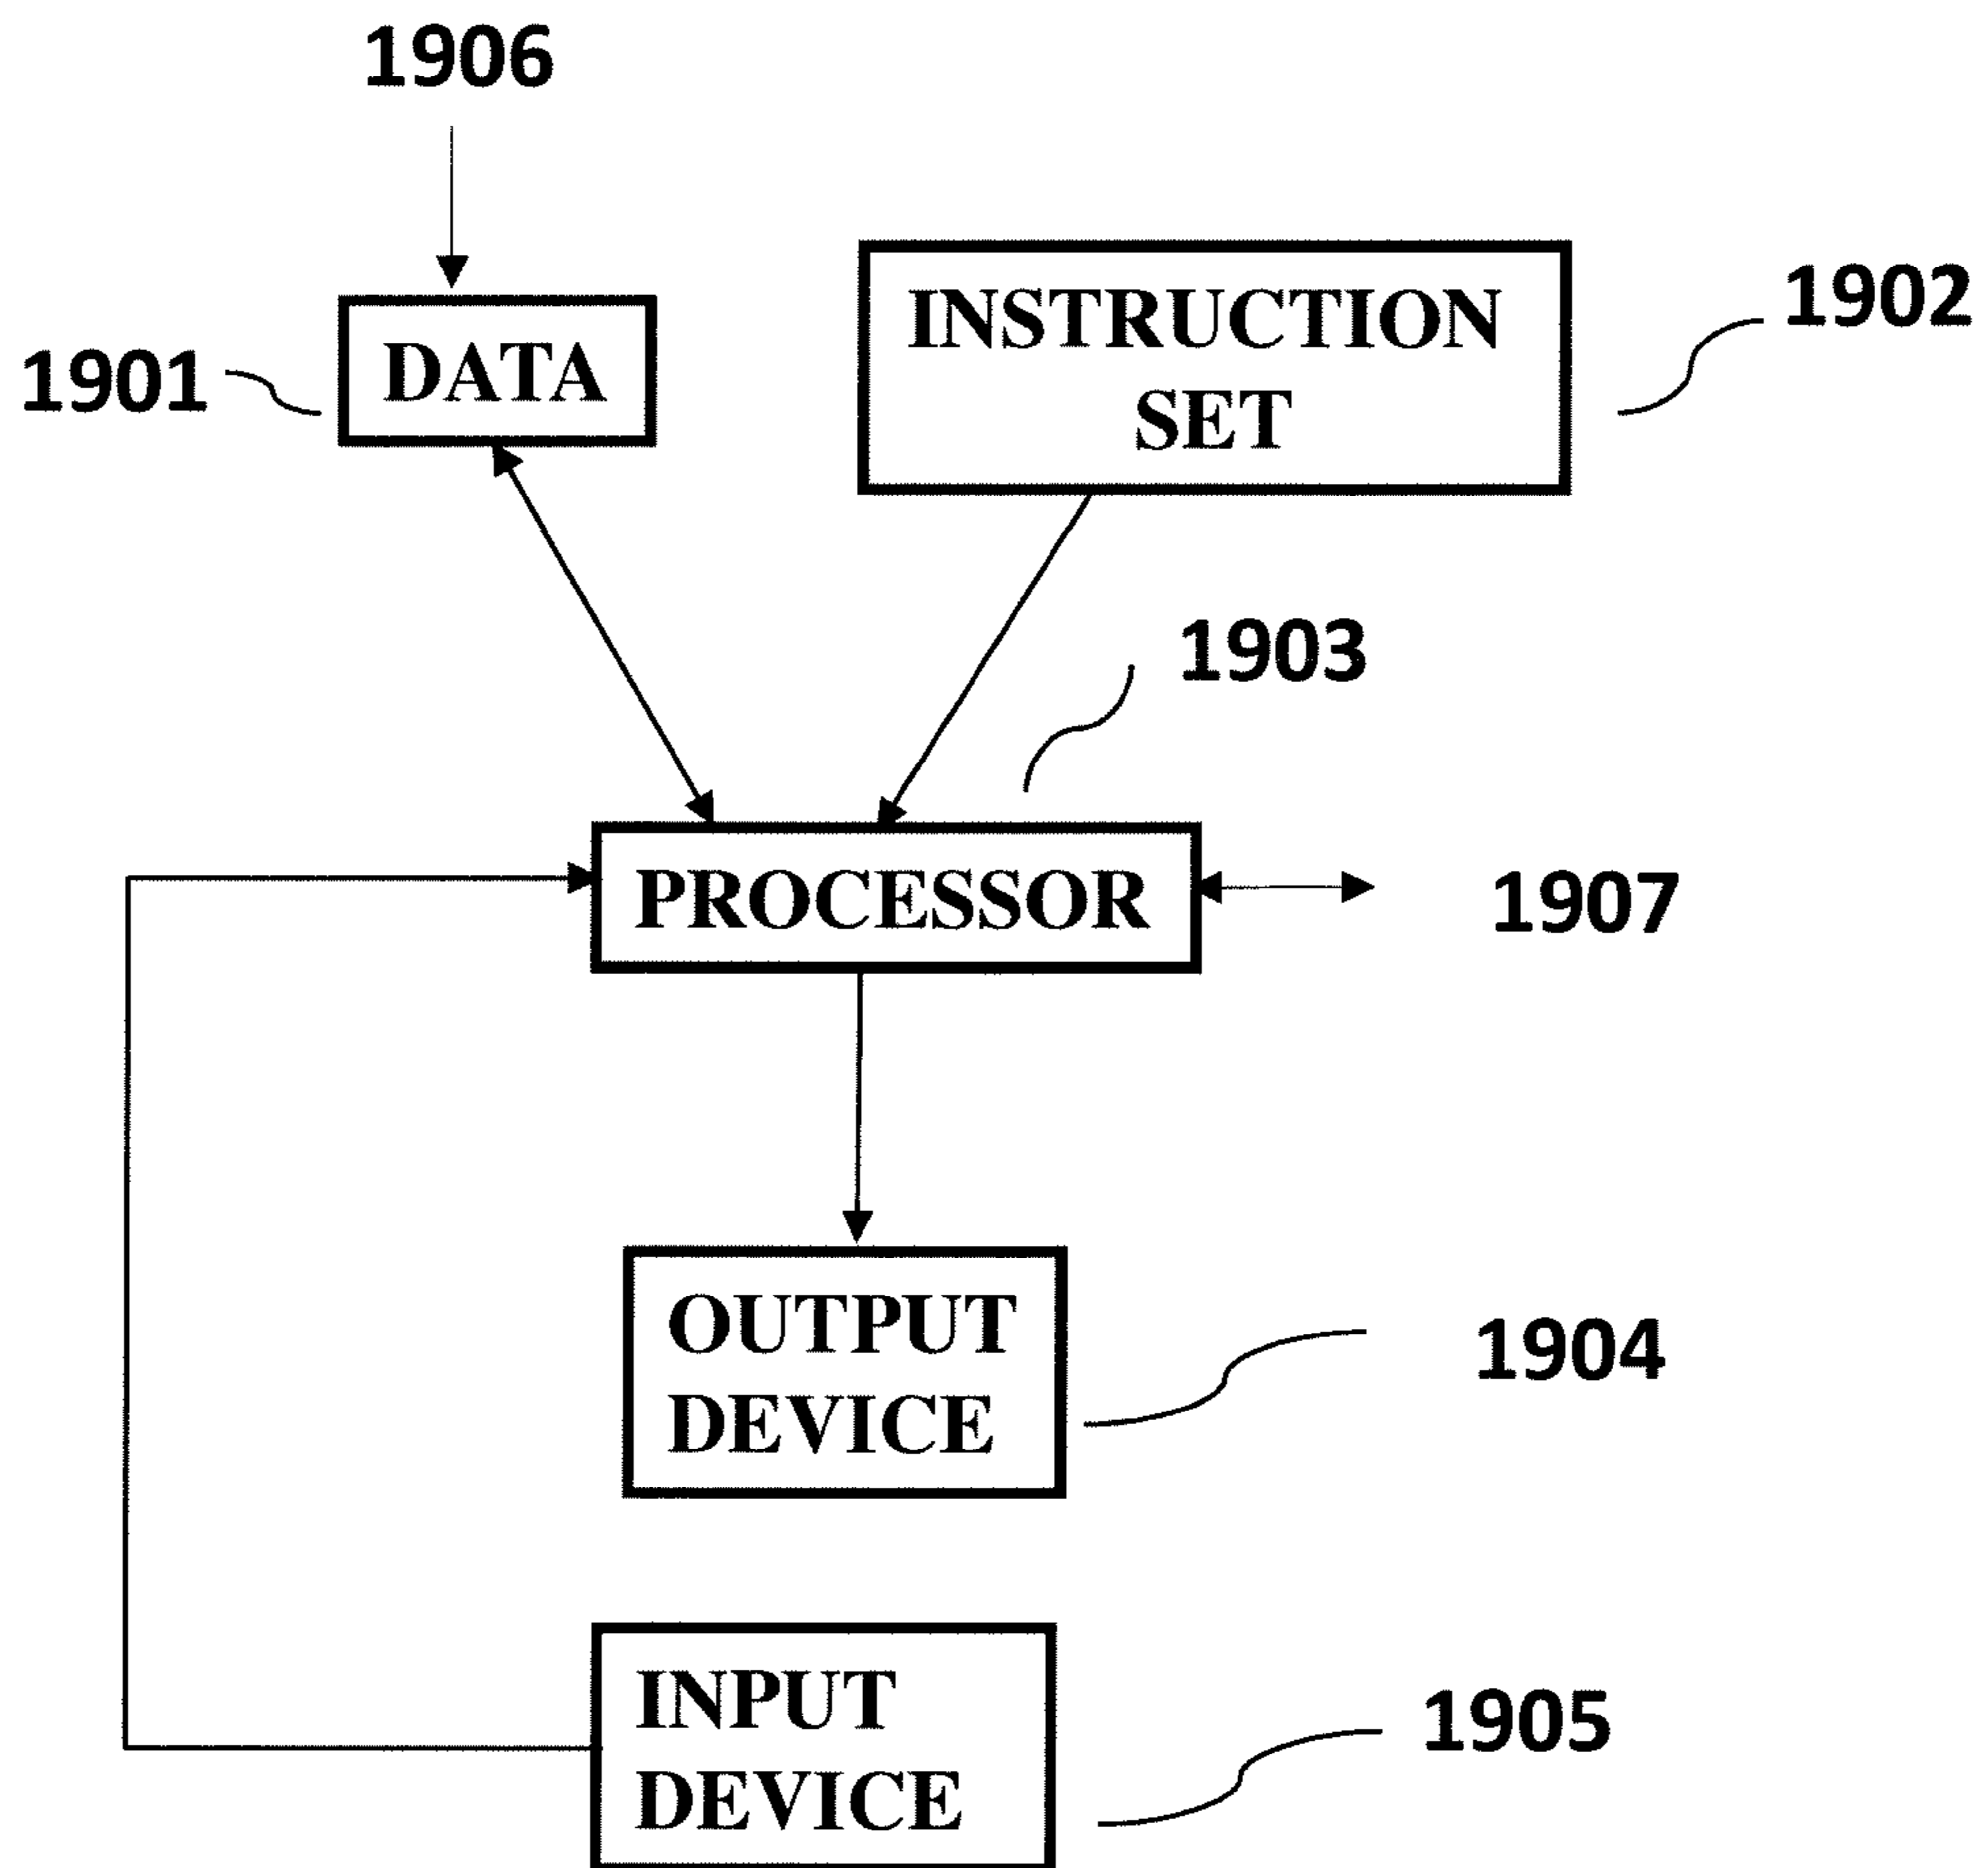 1906
DATA
1901
INSTRUCTION
SET
1902
1903
PROCESSOR
1907
OUTPUT
DEVICE
1904
INPUT
DEVICE
1905